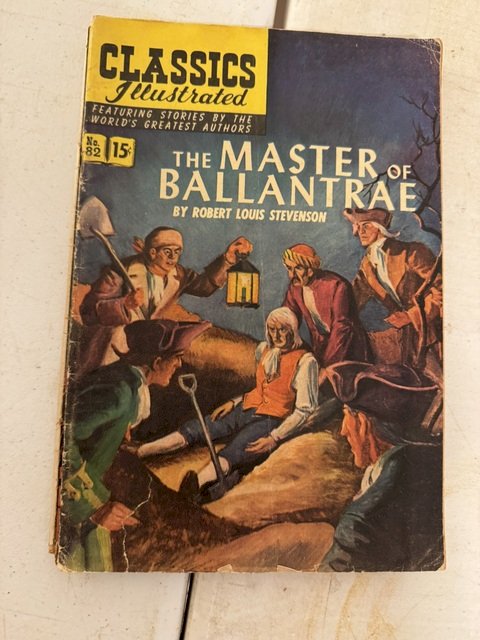 CLASSICS
Illustrated
FEATURING STORIES BY THE
WORLD'S GREATEST AUTHORS
No. 82
15¢
THE MASTER OF
BALLANTRAE
BY ROBERT LOUIS STEVENSON